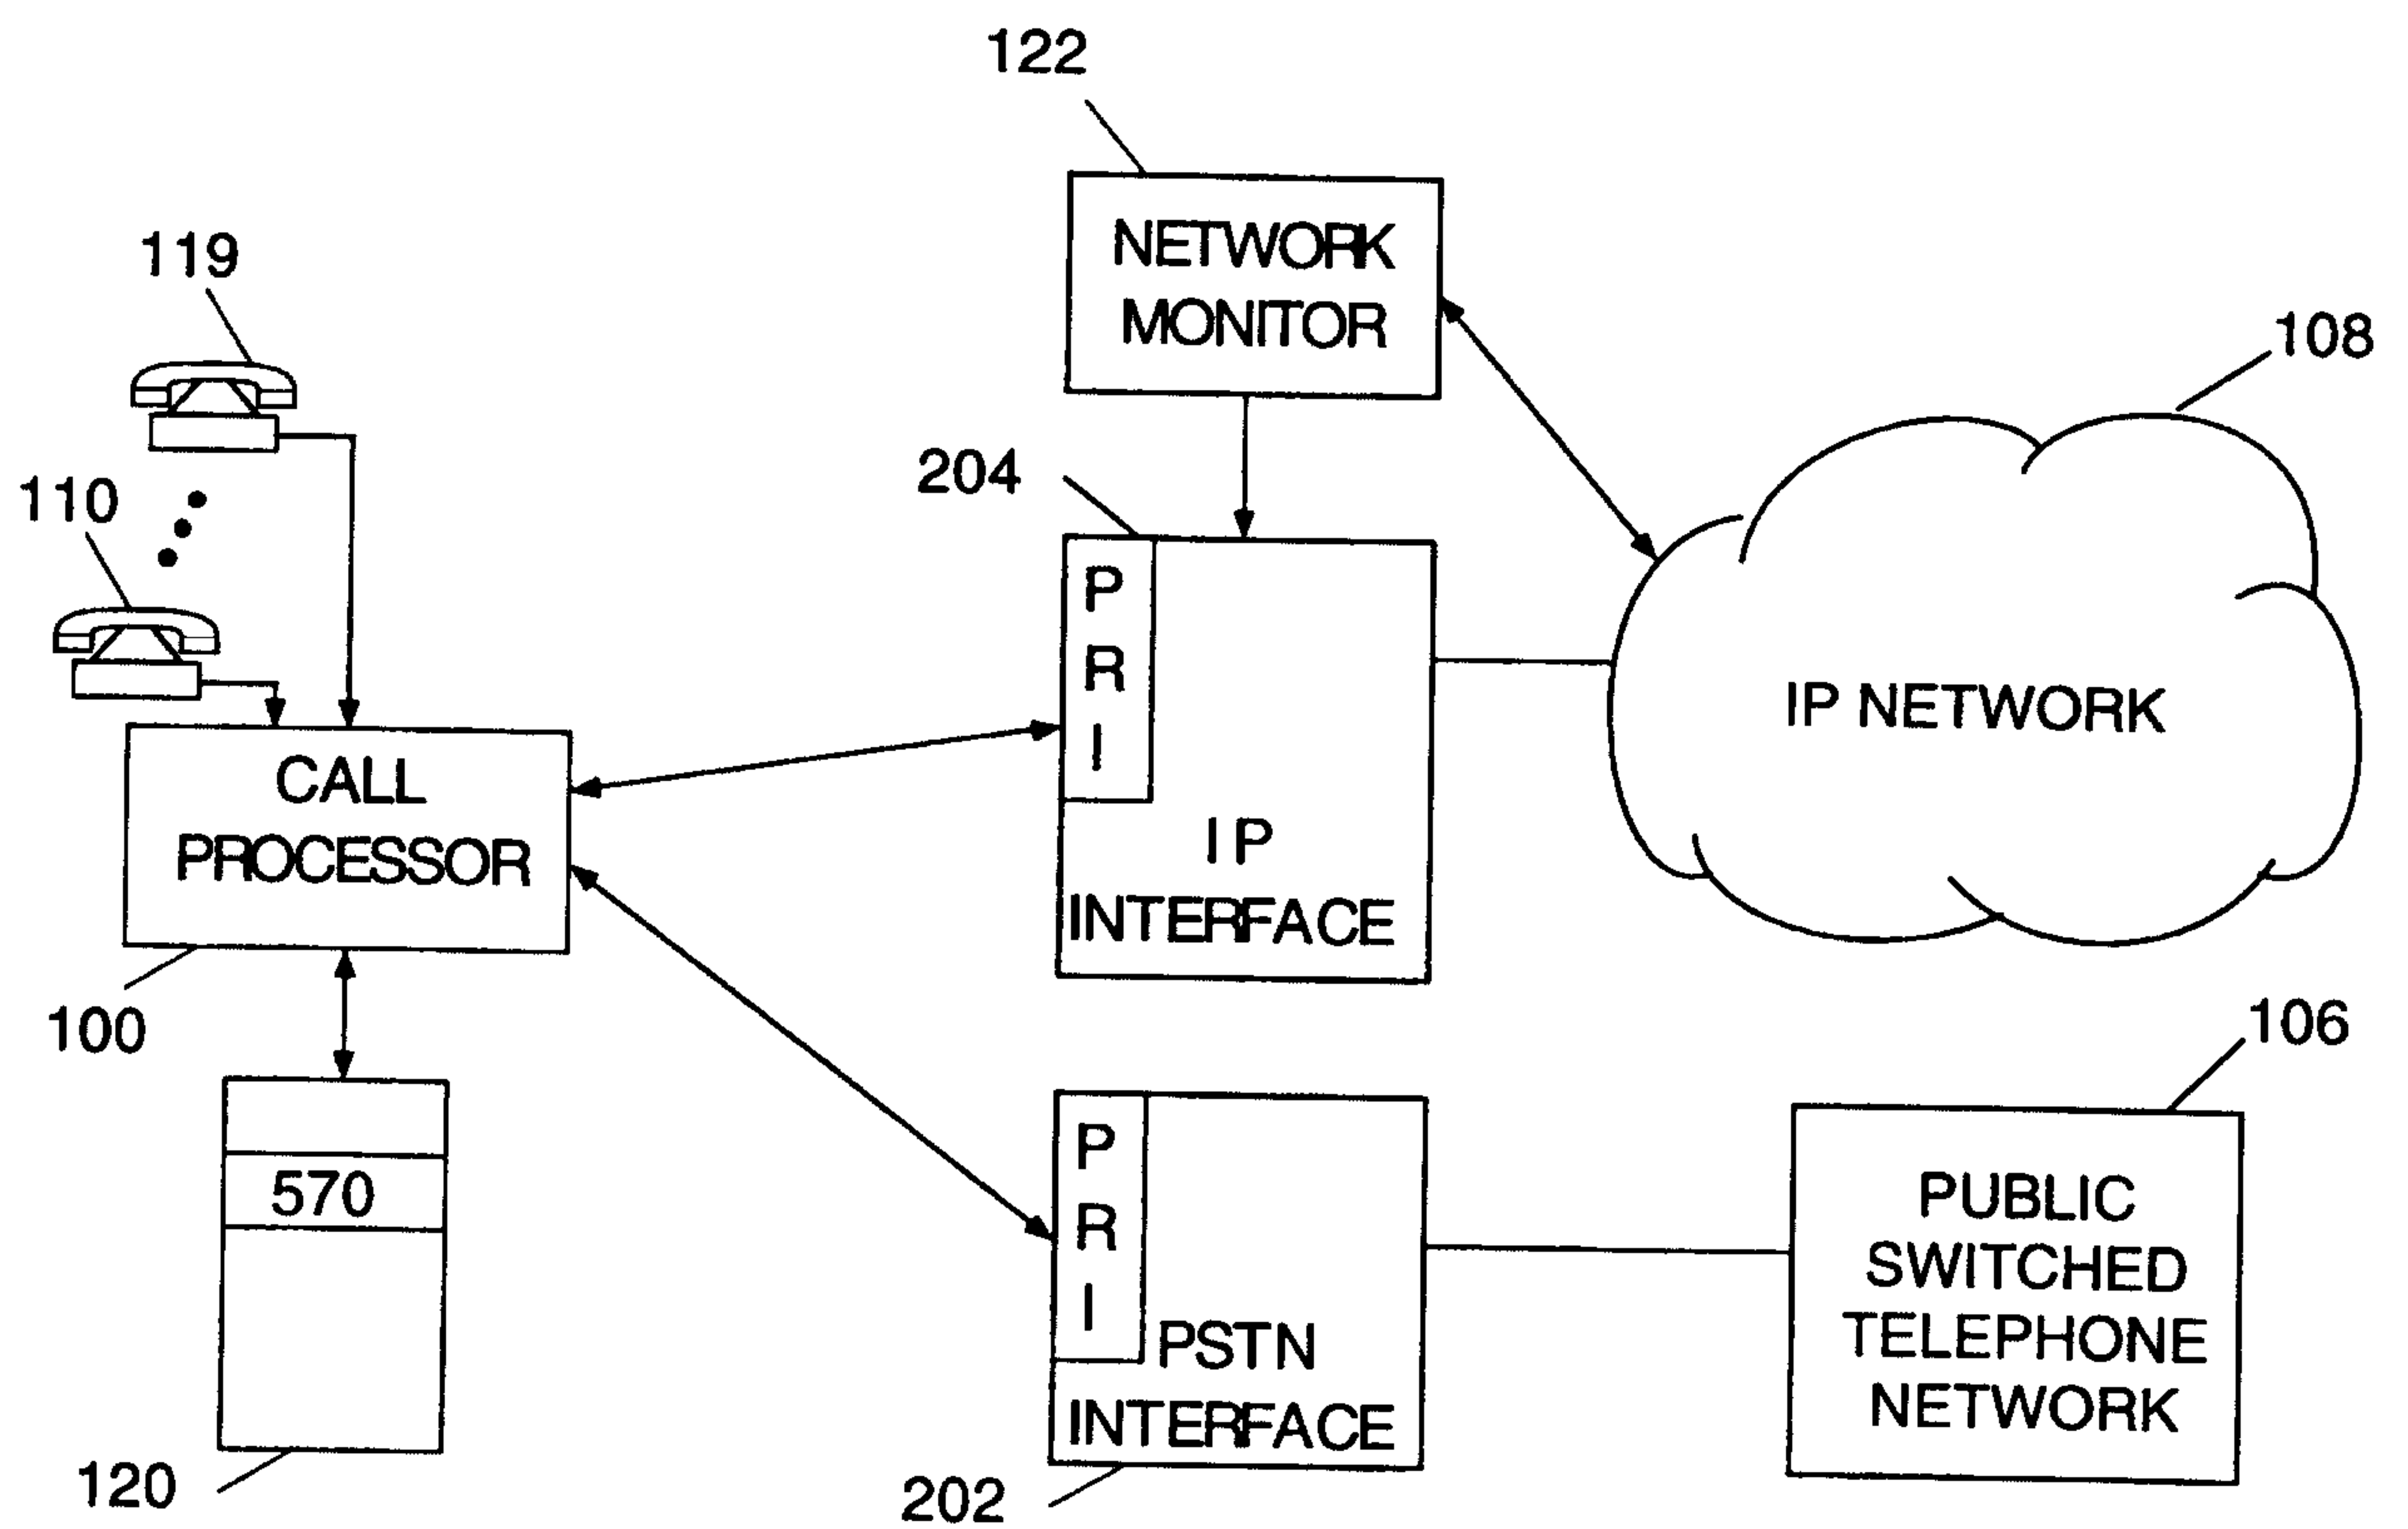 122
NETWORK
MONITOR
119
108
204
110
P
R
I
IP NETWORK
CALL
PROCESSOR
IP
INTERFACE
100
106
570
P
R
I
PSTN
INTERFACE
PUBLIC
SWITCHED
TELEPHONE
NETWORK
120
202